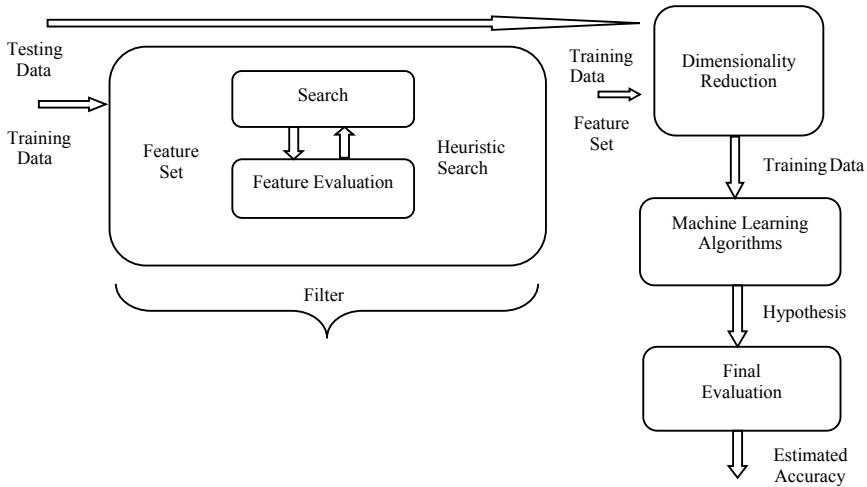 Testing
Data
Training
Data
Feature
Set
Search
Feature Evaluation
Heuristic
Search
Filter
Training
Data
Feature
Set
Dimensionality
Reduction
Training Data
Machine Learning
Algorithms
Hypothesis
Final
Evaluation
Estimated
Accuracy